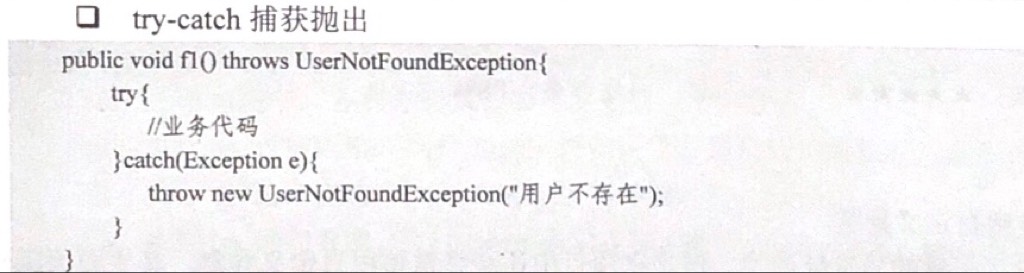 ❑ try-catch 捕获抛出
public void f1() throws UserNotFoundException{
try{
//业务代码
}catch(Exception e){
throw new UserNotFoundException("用户不存在");
}
}